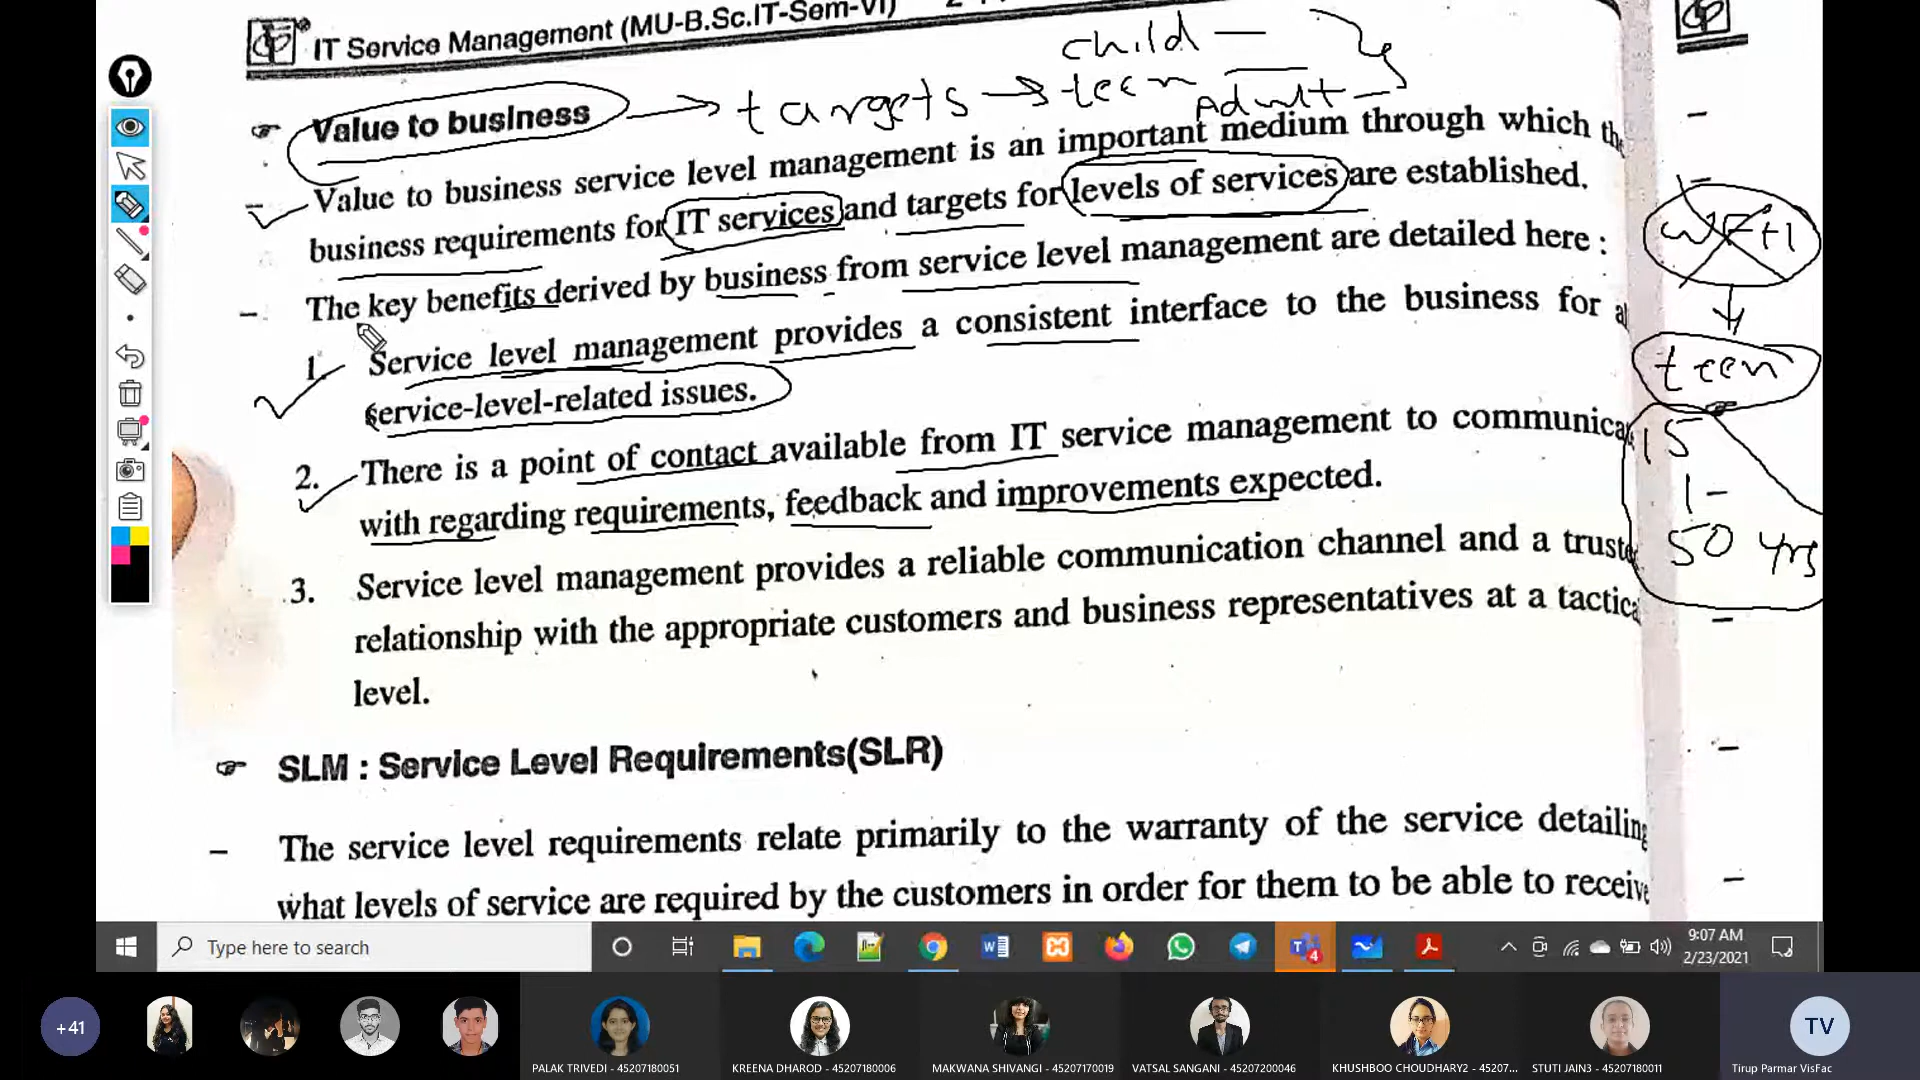 IT Service Management (MU-B.Sc.IT-Sem-VI)
child —
teen
Adult
Value to business → targets →
- Value to business service level management is an important medium through which the
business requirements for IT services and targets for levels of services are established.
- The key benefits derived by business from service level management are detailed here :
1. Service level management provides a consistent interface to the business for a
service-level-related issues.
2. There is a point of contact available from IT service management to communica
with regarding requirements, feedback and improvements expected.
3. Service level management provides a reliable communication channel and a truste
relationship with the appropriate customers and business representatives at a tactica
level.
SLM : Service Level Requirements(SLR)
- The service level requirements relate primarily to the warranty of the service detailing
what levels of service are required by the customers in order for them to be able to receive
teen
15
1 -
50 yrs
Type here to search
4
9:07 AM
2/23/2021
+41
PALAK TRIVEDI - 45207180051
KREENA DHAROD - 45207180006
MAKWANA SHIVANGI - 45207170019
VATSAL SANGANI - 45207200046
KHUSHBOO CHOUDHARY2 - 45207...
STUTI JAIN3 - 45207180011
TV
Tirup Parmar VisFac